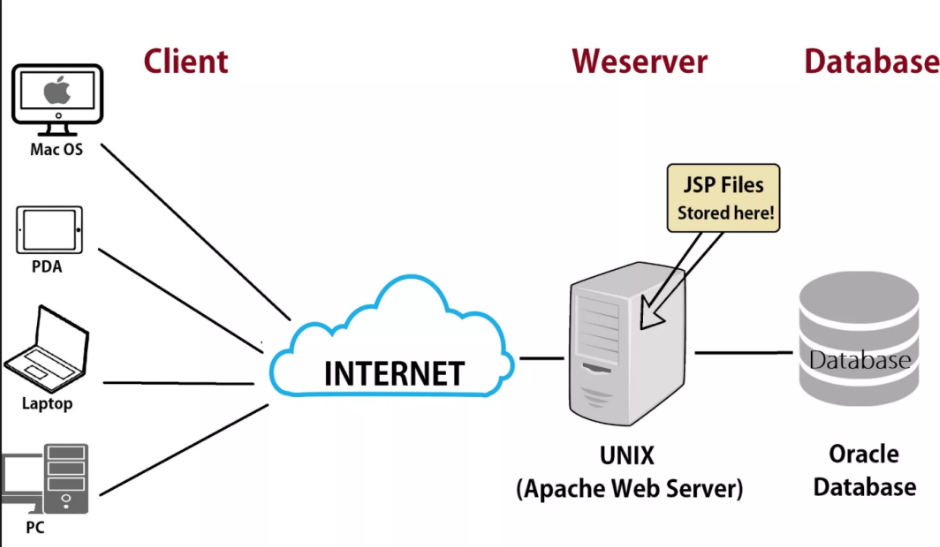 Client
Weserver
Database
Mac OS
PDA
Laptop
PC
INTERNET
JSP Files
Stored here!
UNIX
(Apache Web Server)
Database
Oracle
Database